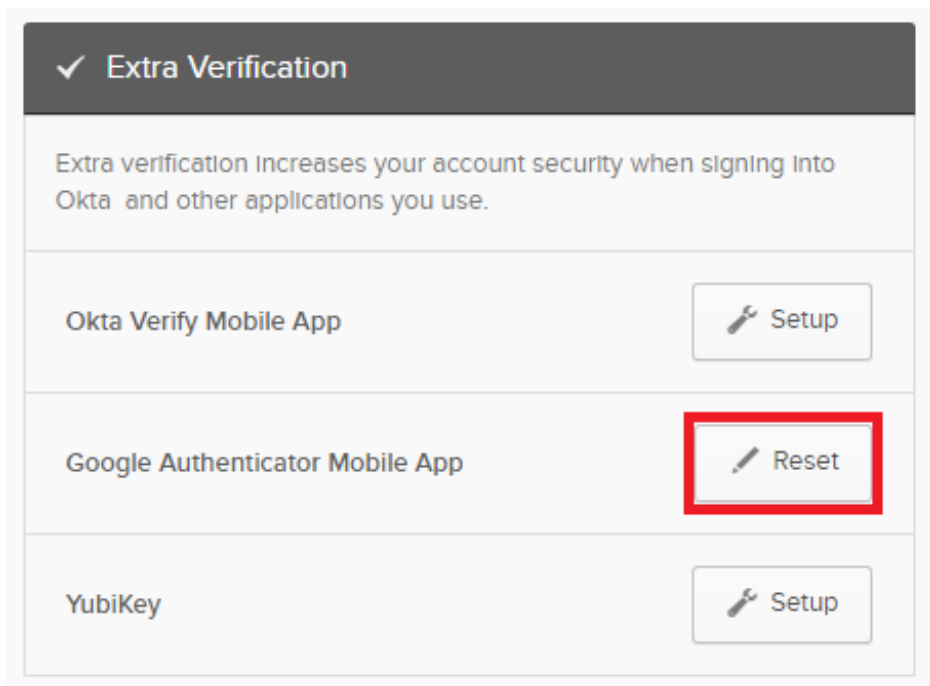 Extra Verification
Extra verification increases your account security when signing into
Okta and other applications you use.
Okta Verify Mobile App
Setup
Google Authenticator Mobile App
Reset
YubiKey
Setup